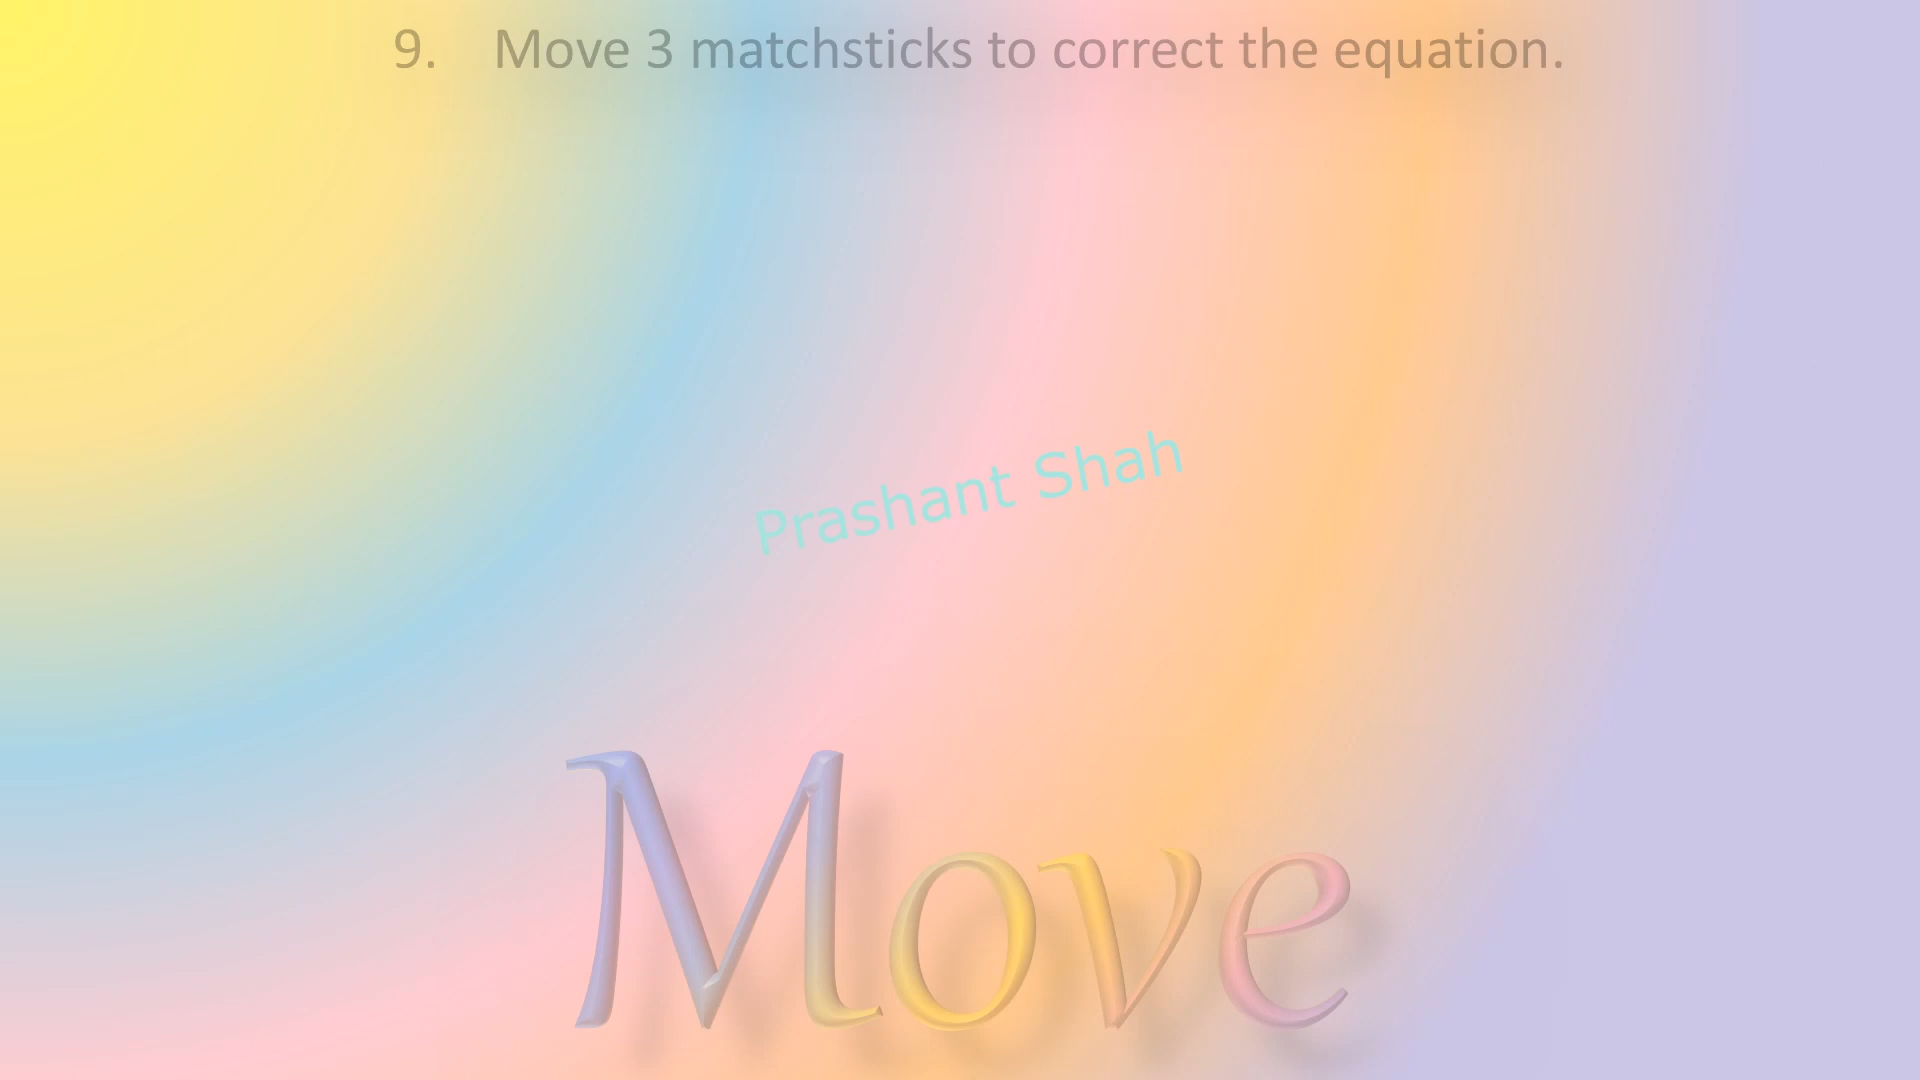 9. Move 3 matchsticks to correct the equation.
Prashant Shah
Move